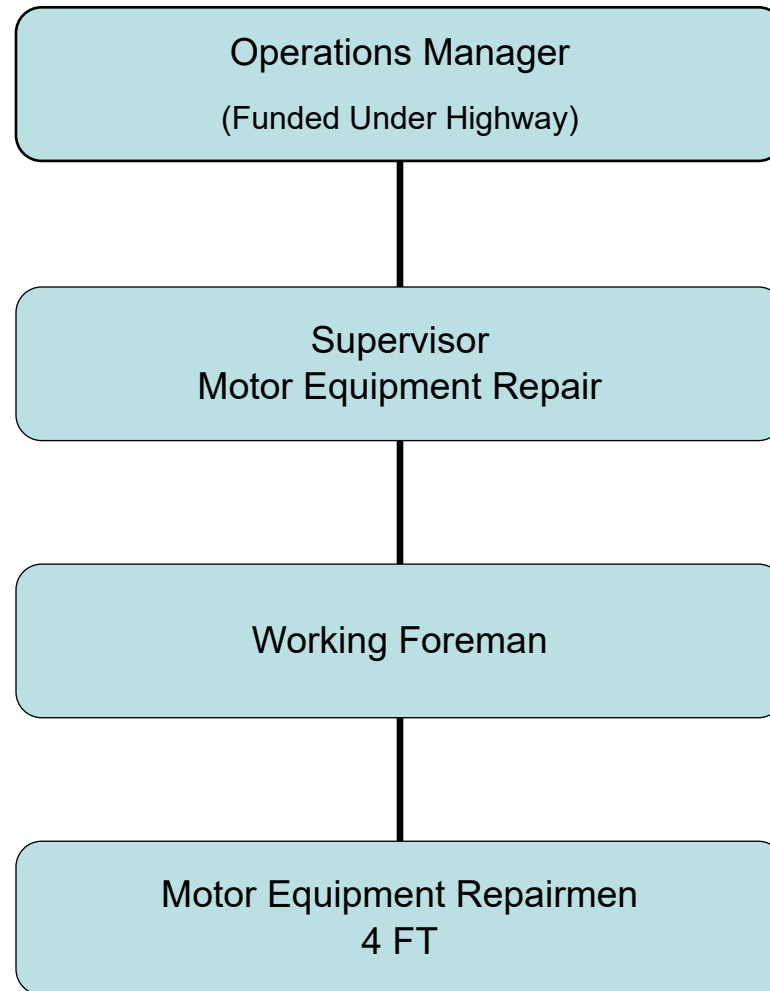 Operations Manager
(Funded Under Highway)
Supervisor
Motor Equipment Repair
Working Foreman
Motor Equipment Repairmen
4 FT